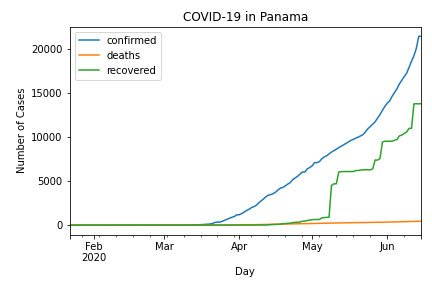 COVID-19 in Panama
confirmed
deaths
recovered
Number of Cases
20000
15000
10000
5000
0
Feb
2020
Mar
Apr
May
Jun
Day